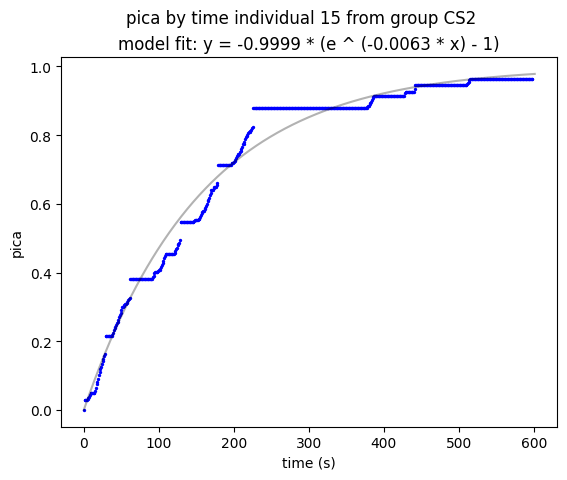 pica by time individual 15 from group CS2
model fit: y = -0.9999 * (e ^ (-0.0063 * x) - 1)
1.0
0.8
0.6
0.4
0.2
0.0
pica
0 100 200 300 400 500 600
time (s)